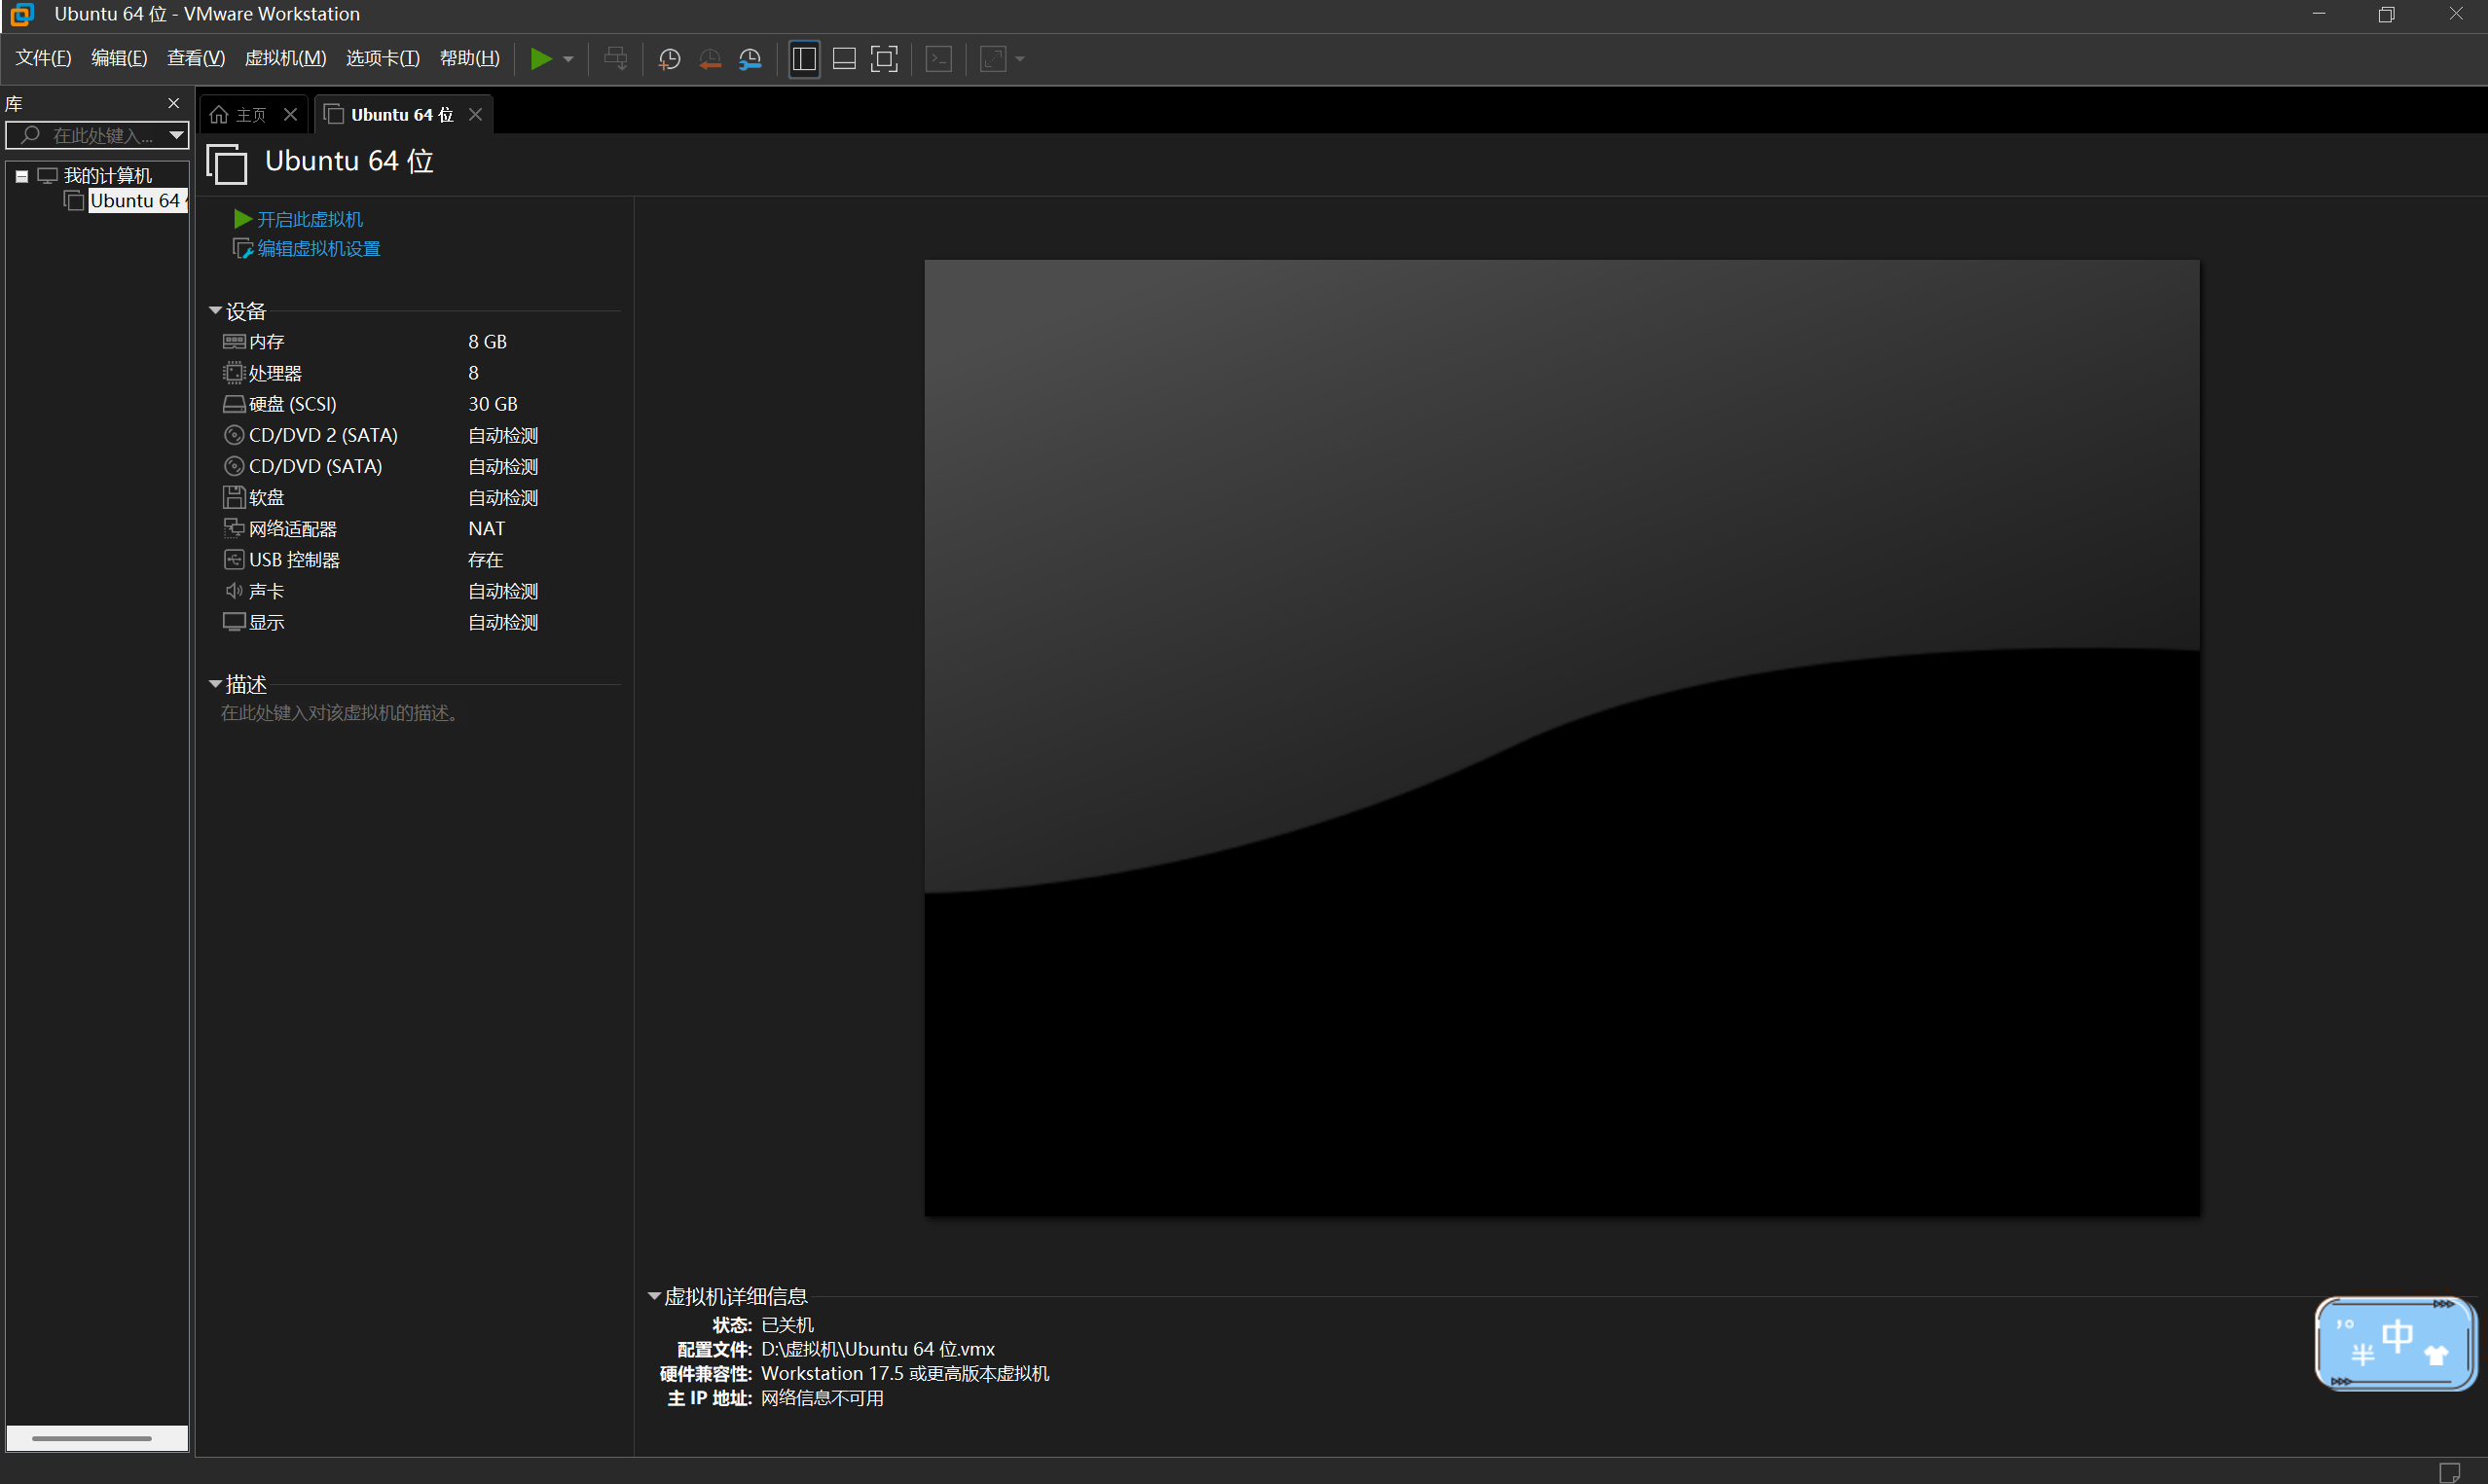 Ubuntu 64 位 - VMware Workstation
文件(F) 编辑(E) 查看(V) 虚拟机(M) 选项卡(T) 帮助(H)
库
在此处键入...
我的计算机
Ubuntu 64
主页
Ubuntu 64 位
Ubuntu 64 位
开启此虚拟机
编辑虚拟机设置
设备
内存 8 GB
处理器 8
硬盘 (SCSI) 30 GB
CD/DVD 2 (SATA) 自动检测
CD/DVD (SATA) 自动检测
软盘 自动检测
网络适配器 NAT
USB 控制器 存在
声卡 自动检测
显示 自动检测
描述
在此处键入对该虚拟机的描述。
虚拟机详细信息
状态: 已关机
配置文件: D:\虚拟机\Ubuntu 64 位.vmx
硬件兼容性: Workstation 17.5 或更高版本虚拟机
主 IP 地址: 网络信息不可用
中
半